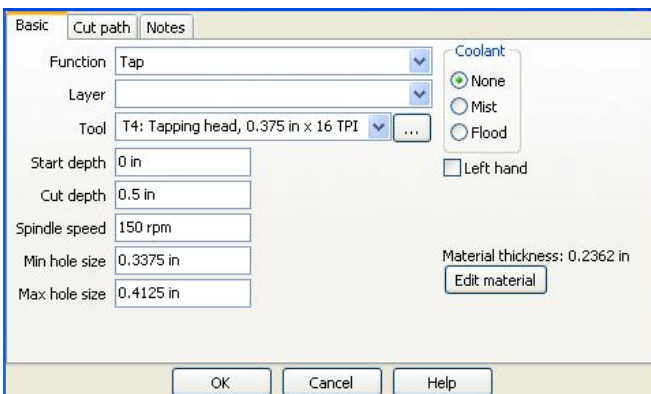 Basic Cut path Notes
Function Tap
Coolant
None
Layer
Mist
Tool T4: Tapping head, 0.375 in x 16 TPI ...
Flood
Start depth 0 in
Left hand
Cut depth 0.5 in
Spindle speed 150 rpm
Min hole size 0.3375 in
Material thickness: 0.2362 in
Max hole size 0.4125 in
Edit material
OK Cancel Help